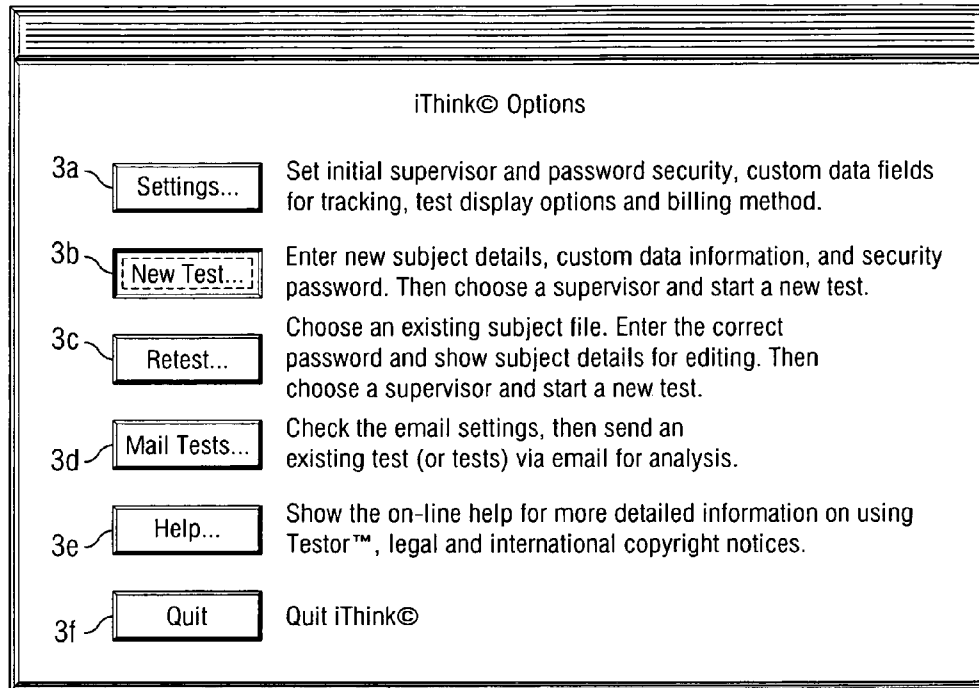 iThink© Options
3a
Settings...
Set initial supervisor and password security, custom data fields
for tracking, test display options and billing method.
3b
New Test...
Enter new subject details, custom data information, and security
password. Then choose a supervisor and start a new test.
3c
Retest...
Choose an existing subject file. Enter the correct
password and show subject details for editing. Then
choose a supervisor and start a new test.
3d
Mail Tests...
Check the email settings, then send an
existing test (or tests) via email for analysis.
3e
Help...
Show the on-line help for more detailed information on using
Testor™, legal and international copyright notices.
3f
Quit
Quit iThink©